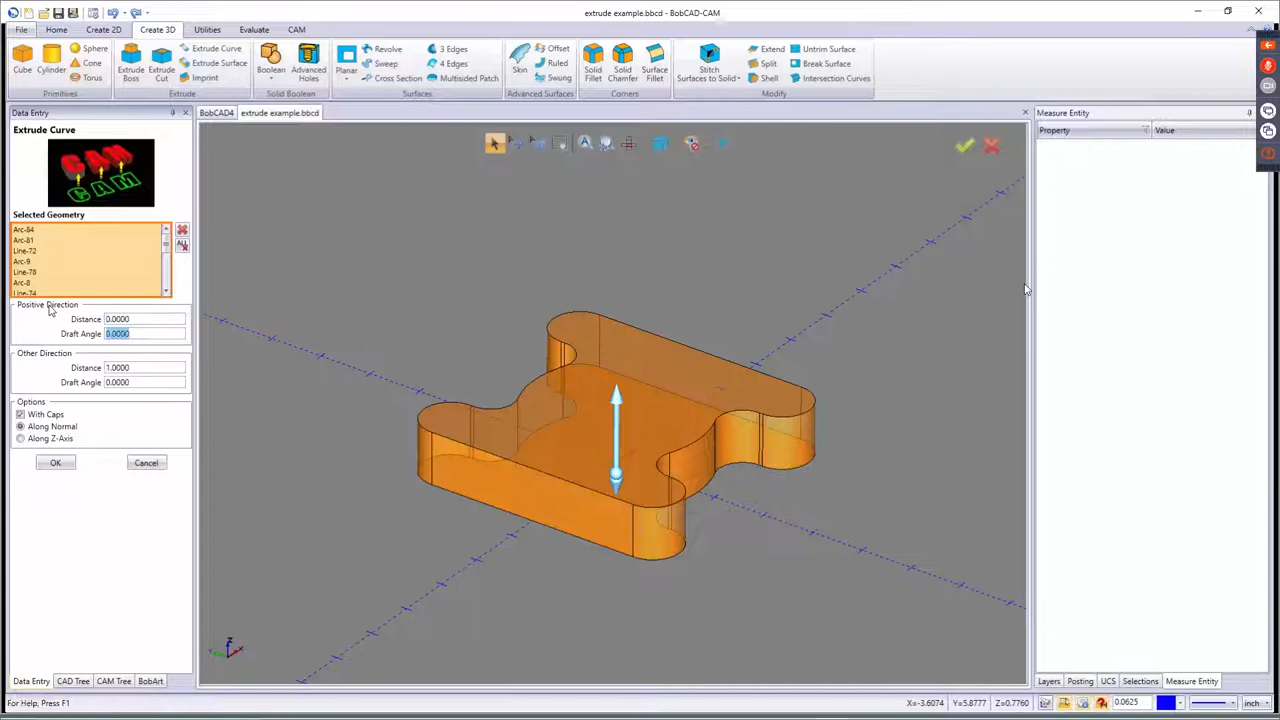 extrude example.bbcd - BobCAD-CAM
File Home Create 2D Create 3D Utilities Evaluate CAM
Cube
Cylinder
Sphere
Cone
Torus
Primitives
Extrude Boss
Extrude Cut
Extrude Curve
Extrude Surface
Imprint
Extrude
Boolean
Advanced Holes
Solid Boolean
Planar
Revolve
Sweep
Cross Section
3 Edges
4 Edges
Multisided Patch
Surfaces
Skin
Offset
Ruled
Swung
Advanced Surfaces
Solid Fillet
Solid Chamfer
Surface Fillet
Corners
Stitch Surfaces to Solid
Extend
Split
Shell
Untrim Surface
Break Surface
Intersection Curves
Modify
Data Entry
BobCAD4 extrude example.bbcd
Measure Entity
Property Value
Extrude Curve
CAM
CAM
Selected Geometry
Arc-84
Arc-81
Line-72
Arc-9
Line-78
Arc-8
Line-74
ALL
Positive Direction
Distance 0.0000
Draft Angle 0.0000
Other Direction
Distance 1.0000
Draft Angle 0.0000
Options
With Caps
Along Normal
Along Z-Axis
OK Cancel
Z
Data Entry CAD Tree CAM Tree BobArt
Layers Posting UCS Selections Measure Entity
For Help, Press F1
X=-3.6074 Y=5.8777 Z=0.7760 0.0625 inch